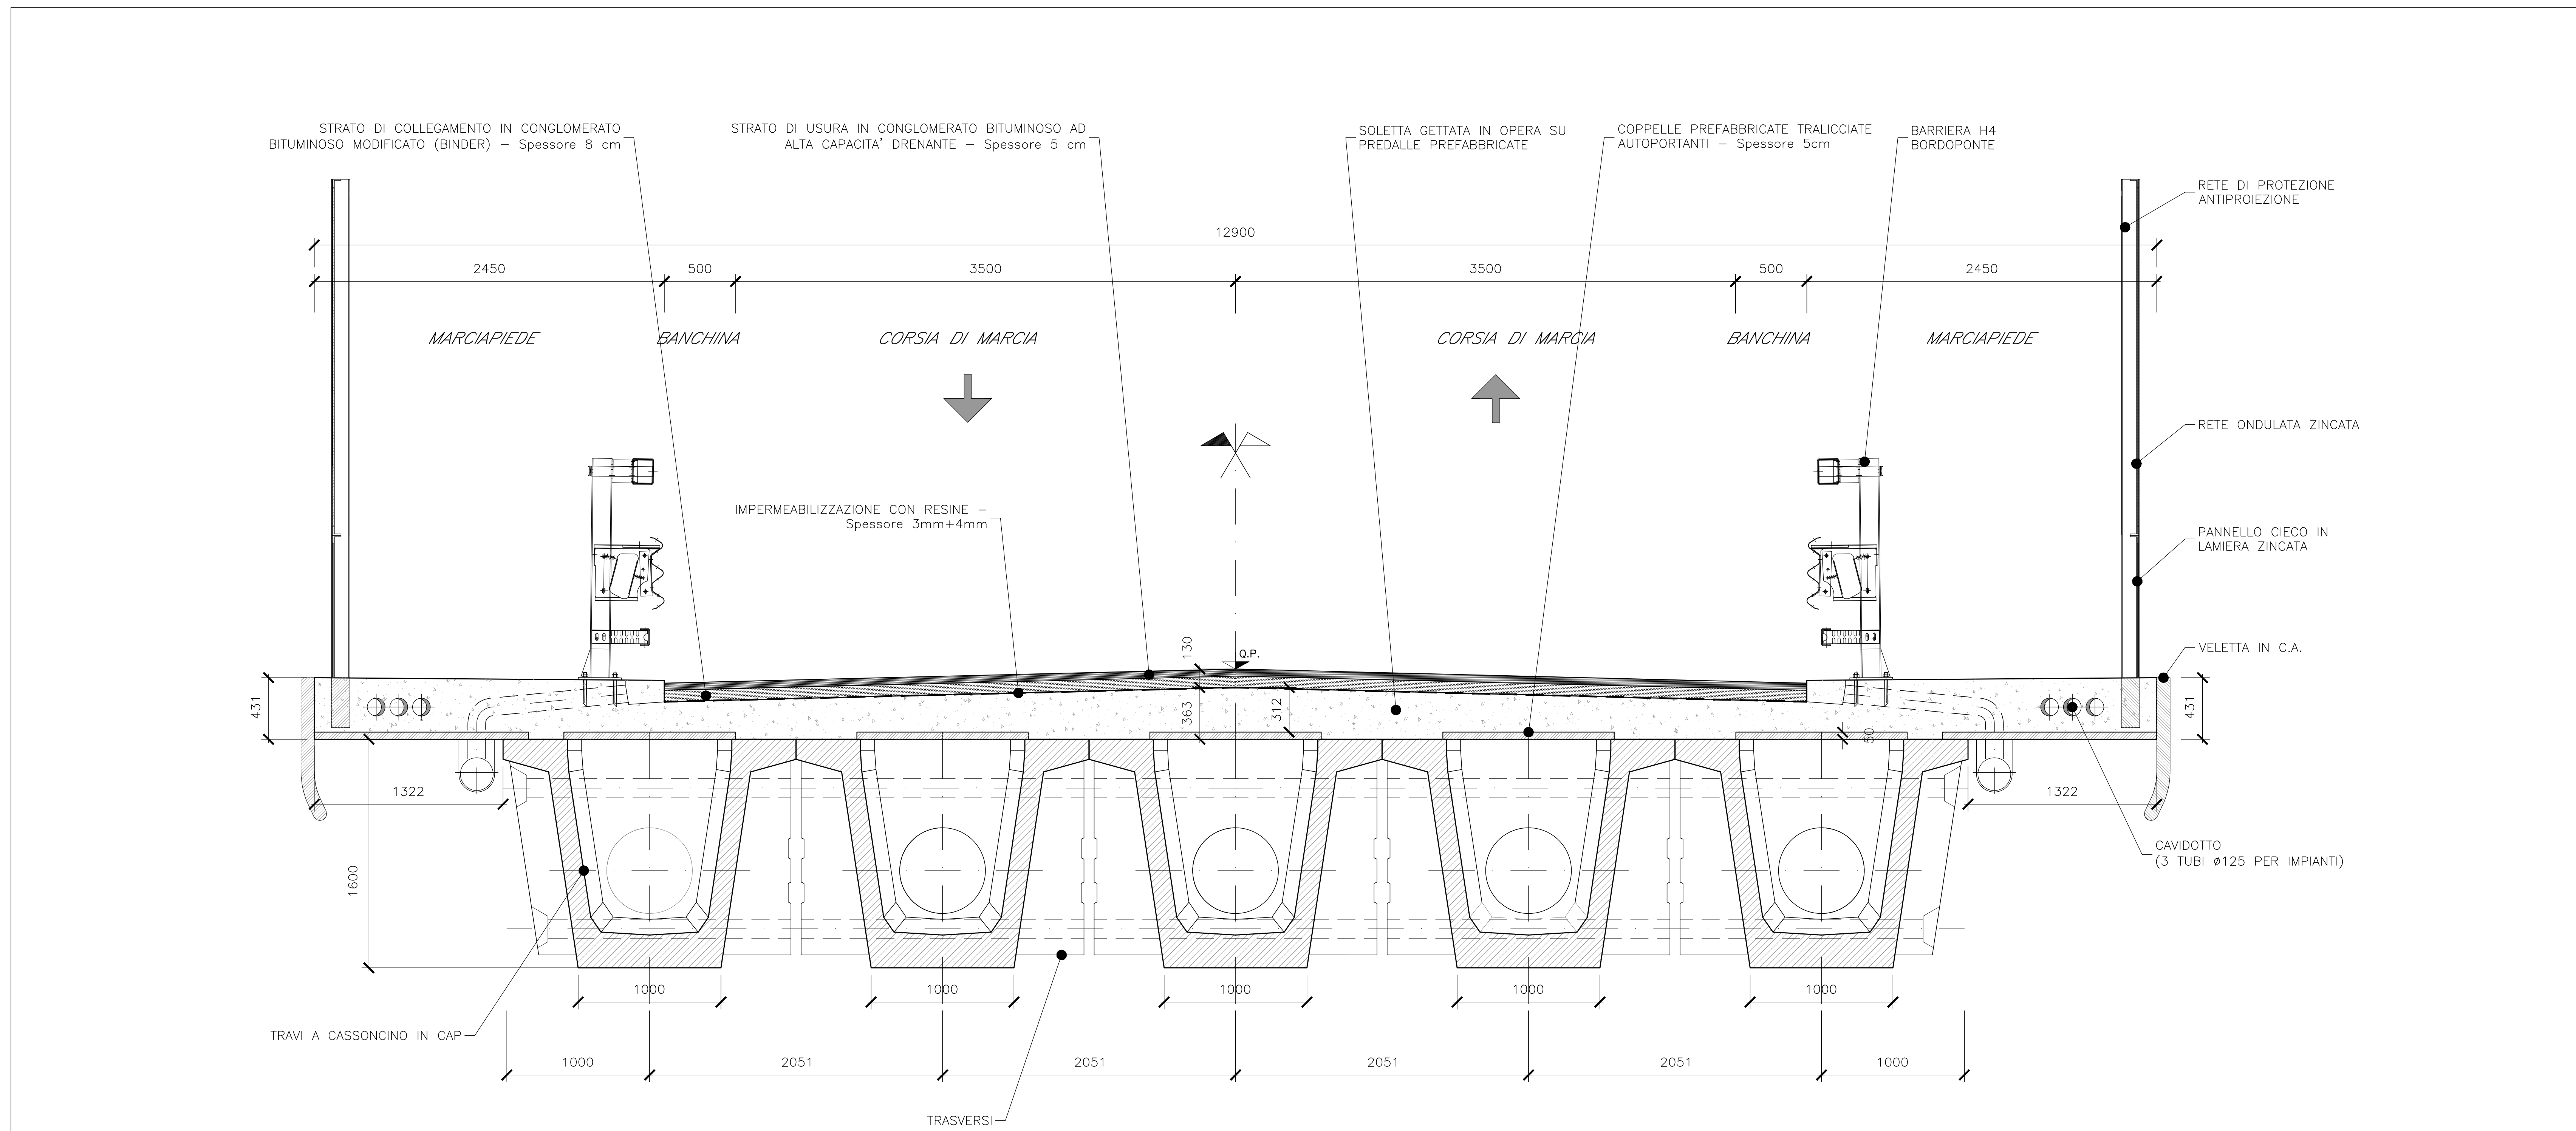 STRATO DI COLLEGAMENTO IN CONGLOMERATO
BITUMINOSO MODIFICATO (BINDER) – Spessore 8 cm
STRATO DI USURA IN CONGLOMERATO BITUMINOSO AD
ALTA CAPACITA' DRENANTE – Spessore 5 cm
SOLETTA GETTATA IN OPERA SU
PREDALLE PREFABBRICATE
COPPELLE PREFABBRICATE TRALICCIATE
AUTOPORTANTI – Spessore 5cm
BARRIERA H4
BORDOPONTE
RETE DI PROTEZIONE
ANTIPROIEZIONE
12900
2450 500 3500 3500 500 2450
MARCIAPIEDE BANCHINA CORSIA DI MARCIA CORSIA DI MARCIA BANCHINA MARCIAPIEDE
RETE ONDULATA ZINCATA
IMPERMEABILIZZAZIONE CON RESINE –
Spessore 3mm+4mm
PANNELLO CIECO IN
LAMIERA ZINCATA
130
Q.P.
VELETTA IN C.A.
431
363
312
50
431
1322
1322
1600
CAVIDOTTO
(3 TUBI ø125 PER IMPIANTI)
1000 1000 1000 1000 1000
TRAVI A CASSONCINO IN CAP
1000 2051 2051 2051 2051 1000
TRASVERSI